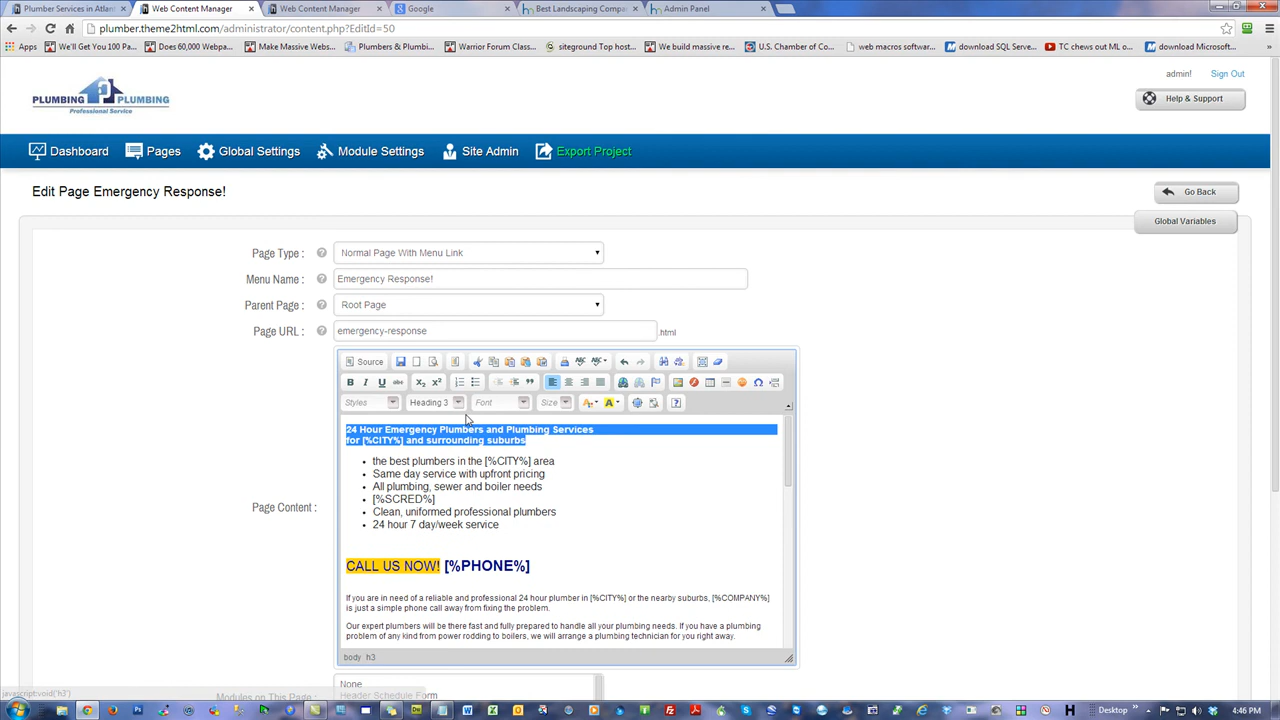 Plumber Services in Atlan
Web Content Manager
Web Content Manager
Google
Best Landscaping Compan
Admin Panel
plumber.theme2html.com/administrator/content.php?EditId=50
Apps
We'll Get You 100 Pa...
Does 60,000 Webpa...
Make Massive Webs...
Plumbers & Plumbi...
Warrior Forum Class...
siteground Top host...
We build massive re...
U.S. Chamber of Co...
web macros softwar...
download SQL Serve...
TC chews out ML o...
download Microsoft...
admin!
Sign Out
PLUMBING PLUMBING
Professional Service
Help & Support
Dashboard
Pages
Global Settings
Module Settings
Site Admin
Export Project
Edit Page Emergency Response!
Go Back
Global Variables
Page Type :
Normal Page With Menu Link
Menu Name :
Emergency Response!
Parent Page :
Root Page
Page URL :
emergency-response
.html
Source
Styles
Heading 3
Font
Size
24 Hour Emergency Plumbers and Plumbing Services
for [%CITY%] and surrounding suburbs
• the best plumbers in the [%CITY%] area
• Same day service with upfront pricing
• All plumbing, sewer and boiler needs
• [%SCRED%]
• Clean, uniformed professional plumbers
• 24 hour 7 day/week service
Page Content :
CALL US NOW! [%PHONE%]
If you are in need of a reliable and professional 24 hour plumber in [%CITY%] or the nearby suburbs, [%COMPANY%]
is just a simple phone call away from fixing the problem.
Our expert plumbers will be there fast and fully prepared to handle all your plumbing needs. If you have a plumbing
problem of any kind from power rodding to boilers, we will arrange a plumbing technician for you right away.
body h3
None
Header Schedule Form
Modules on This Page :
javascript:void('h3')
Desktop
4:46 PM